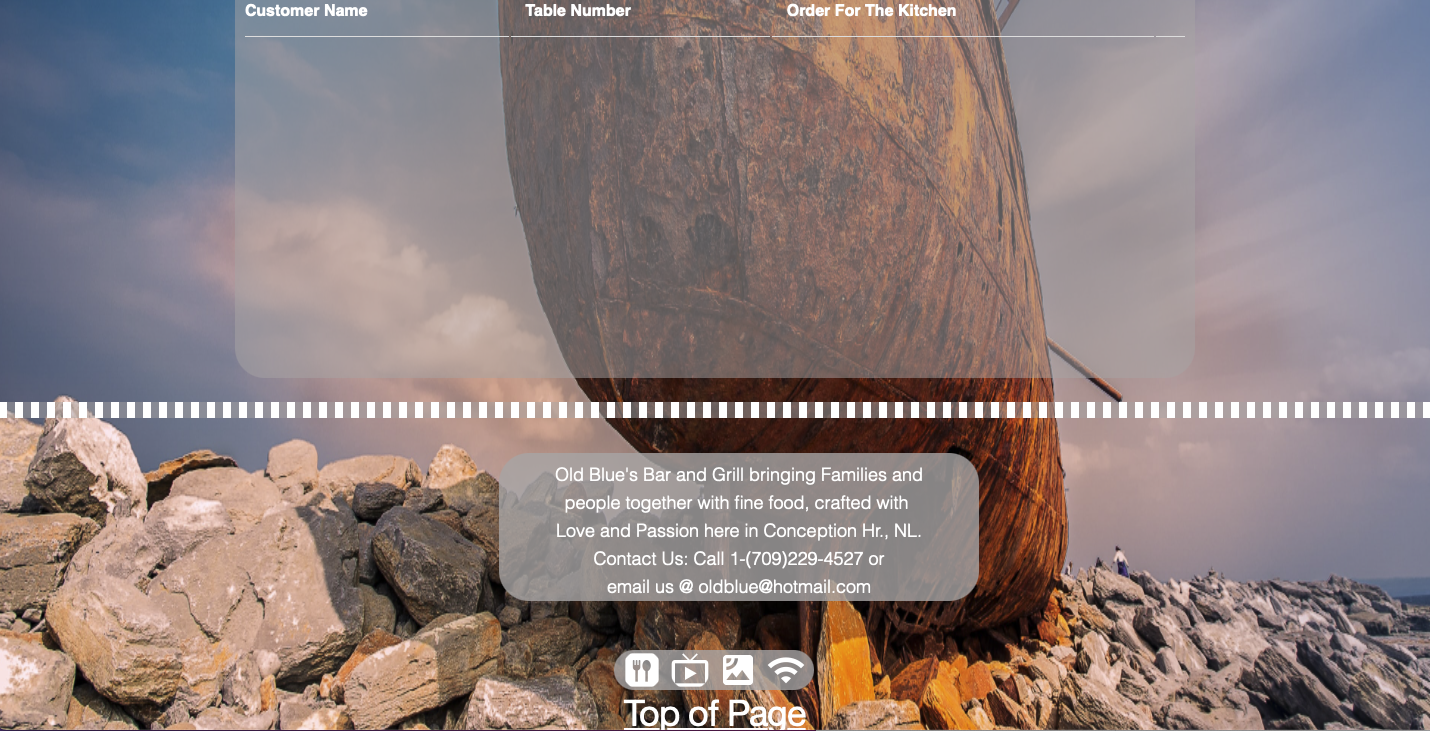 Customer Name Table Number Order For The Kitchen
Old Blue's Bar and Grill bringing Families and
people together with fine food, crafted with
Love and Passion here in Conception Hr., NL.
Contact Us: Call 1-(709)229-4527 or
email us @ oldblue@hotmail.com
Top of Page